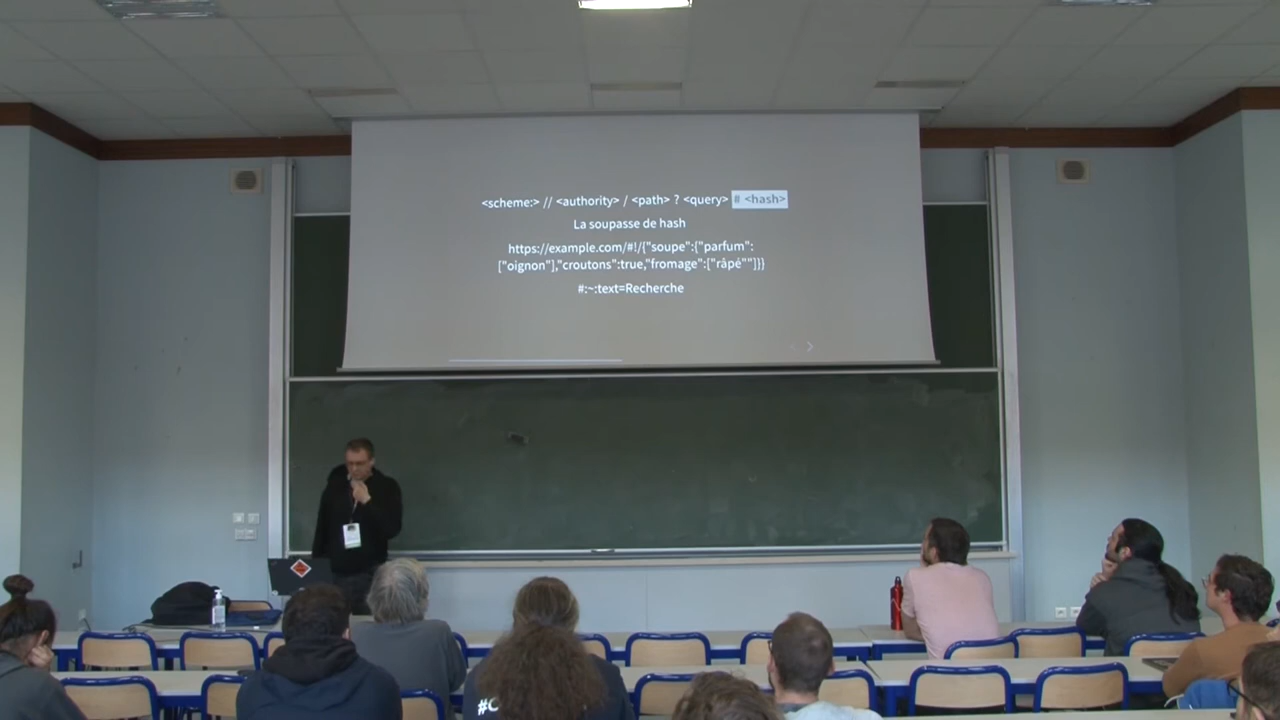 <scheme:> // <authority> / <path> ? <query> # <hash>
La soupasse de hash
https://example.com/#!/{"soupe":{"parfum":
["oignon"],"croutons":true,"fromage":["râpé""]}}
#:~:text=Recherche